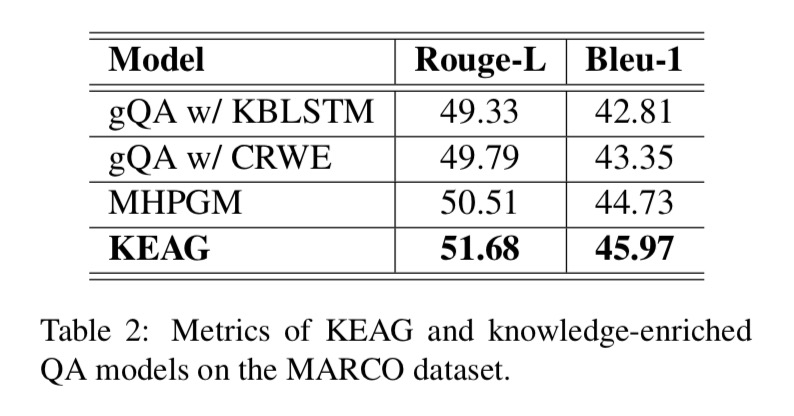 Model Rouge-L Bleu-1
gQA w/ KBLSTM 49.33 42.81
gQA w/ CRWE 49.79 43.35
MHPGM 50.51 44.73
KEAG 51.68 45.97
Table 2: Metrics of KEAG and knowledge-enriched
QA models on the MARCO dataset.